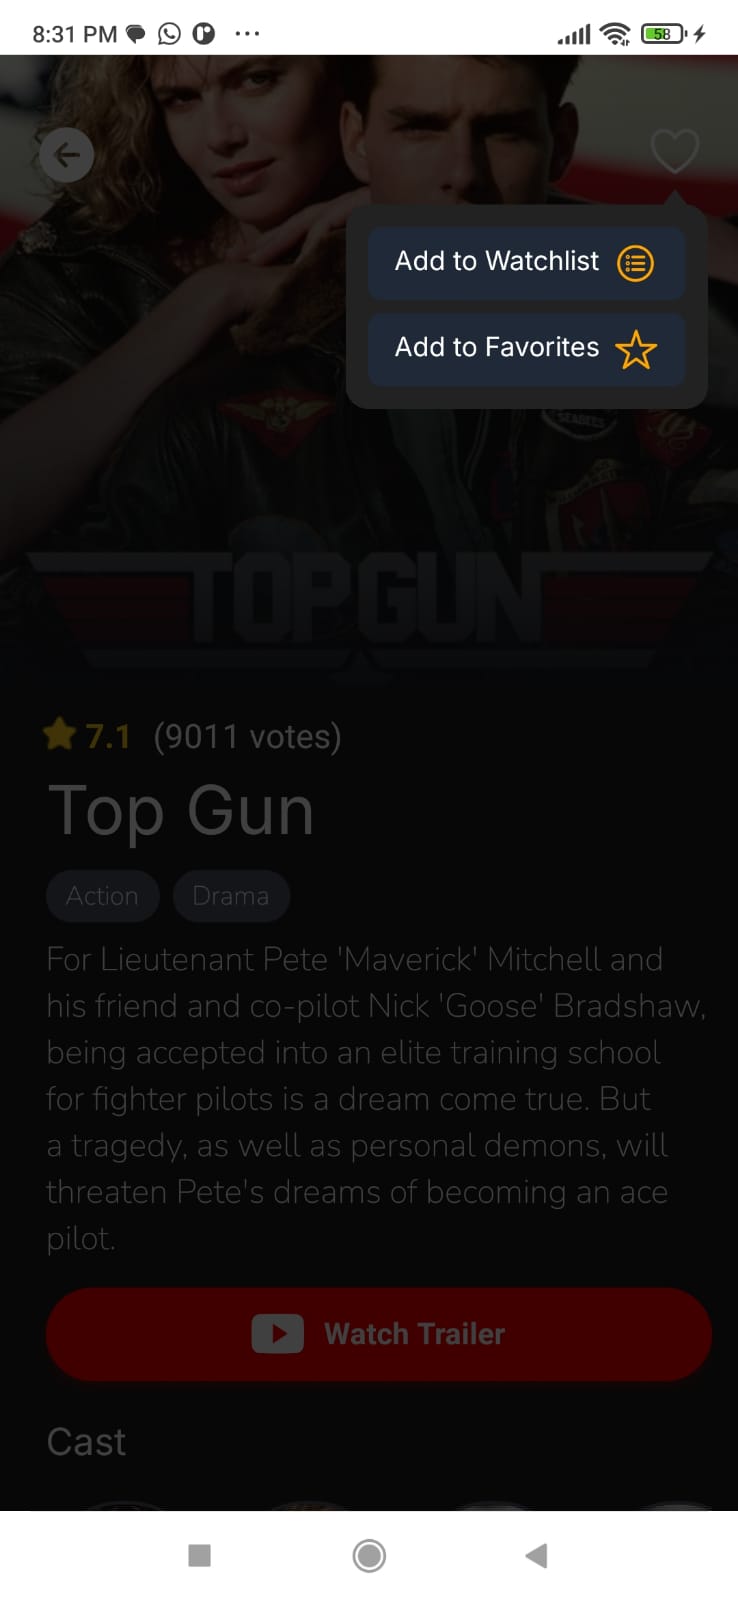 8:31 PM
58
Add to Watchlist
Add to Favorites
SEABEES
TOP GUN
7.1 (9011 votes)
Top Gun
Action Drama
For Lieutenant Pete 'Maverick' Mitchell and
his friend and co-pilot Nick 'Goose' Bradshaw,
being accepted into an elite training school
for fighter pilots is a dream come true. But
a tragedy, as well as personal demons, will
threaten Pete's dreams of becoming an ace
pilot.
Watch Trailer
Cast